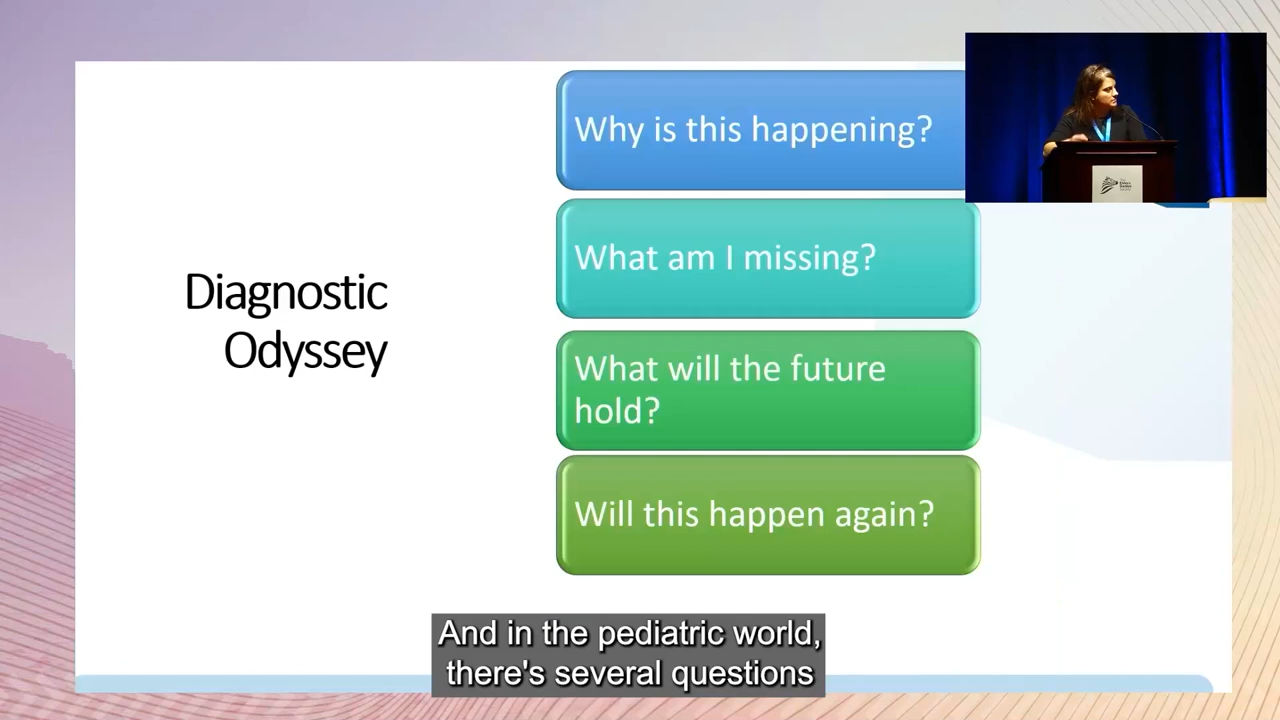 Diagnostic
Odyssey
Why is this happening?
What am I missing?
What will the future
hold?
Will this happen again?
And in the pediatric world,
there's several questions